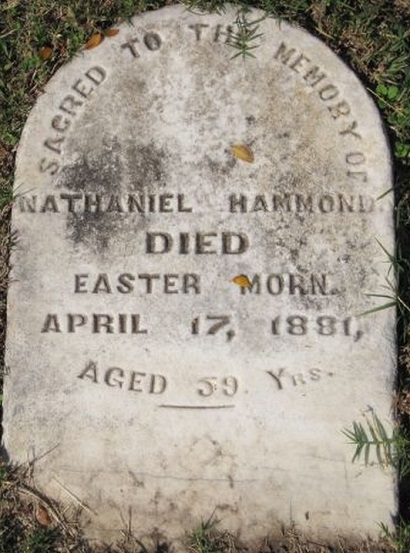 SACRED TO THE MEMORY OF
NATHANIEL HAMMOND.
DIED
EASTER MORN.
APRIL 17, 1881,
AGED 59 YRS.